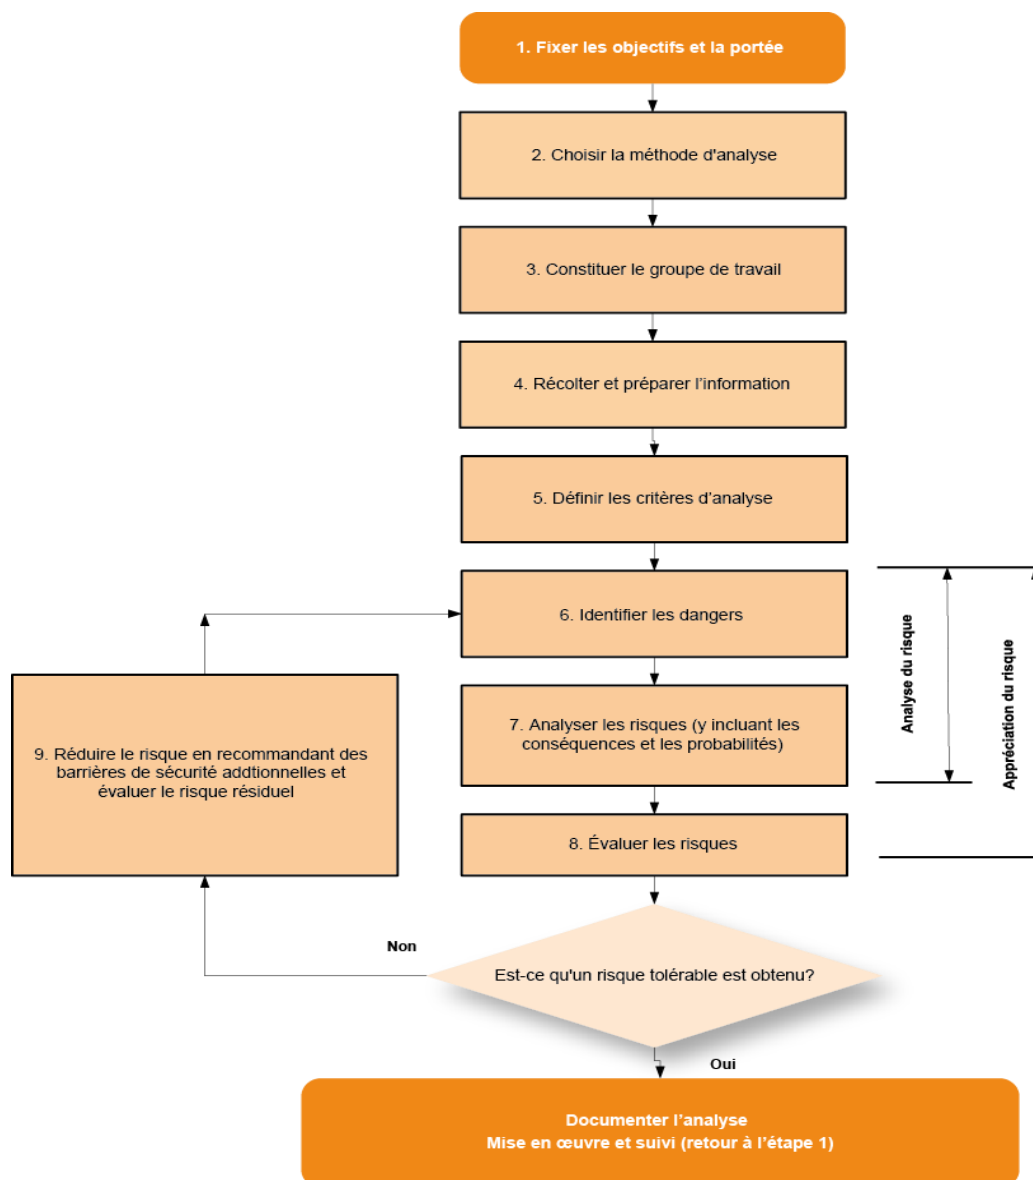 1. Fixer les objectifs et la portée
2. Choisir la méthode d'analyse
3. Constituer le groupe de travail
4. Récolter et préparer l'information
5. Définir les critères d'analyse
6. Identifier les dangers
7. Analyser les risques (y incluant les
conséquences et les probabilités)
8. Évaluer les risques
Analyse du risque
Appréciation du risque
9. Réduire le risque en recommandant des
barrières de sécurité addtionnelles et
évaluer le risque résiduel
Non
Est-ce qu'un risque tolérable est obtenu?
Oui
Documenter l'analyse
Mise en œuvre et suivi (retour à l'étape 1)